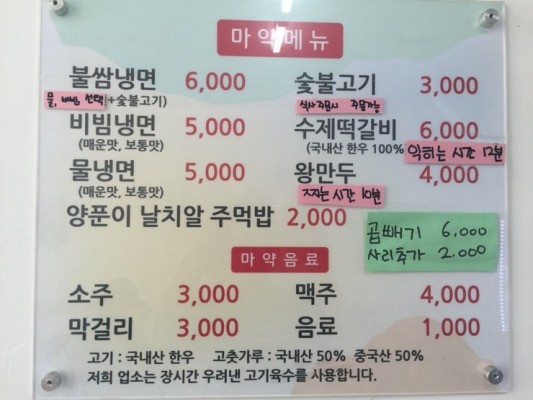 마약메뉴
불쌈냉면 6,000 숯불고기 3,000
물, 비빔 선택 +숯불고기) 식사주문시 주문가능
비빔냉면 5,000 수제떡갈비 6,000
(매운맛, 보통맛) (국내산 한우 100% 익히는 시간 12분
물냉면 5,000 왕만두 4,000
(매운맛, 보통맛) 찌는시간 10분
양푼이 날치알 주먹밥 2,000
곱빼기 6.000
사리추가 2.000
마약음료
소주 3,000 맥주 4,000
막걸리 3,000 음료 1,000
고기 : 국내산 한우 고춧가루 : 국내산 50% 중국산 50%
저희 업소는 장시간 우려낸 고기육수를 사용합니다.